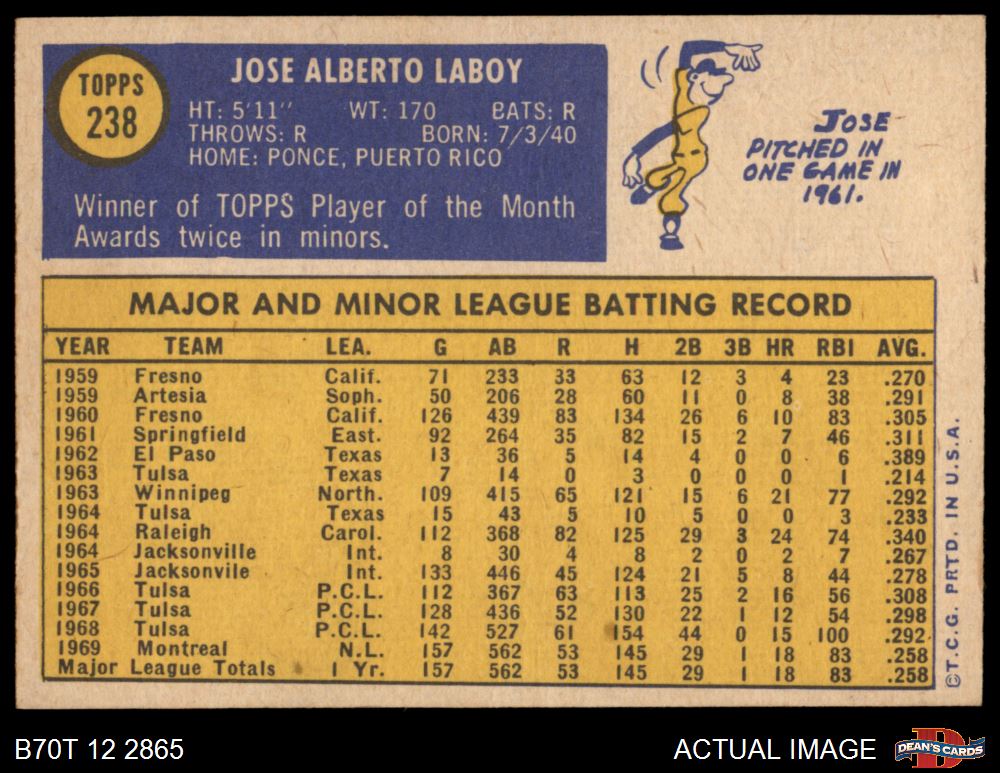 TOPPS
238
JOSE ALBERTO LABOY
HT: 5'11" WT: 170 BATS: R
THROWS: R BORN: 7/3/40
HOME: PONCE, PUERTO RICO
Winner of TOPPS Player of the Month
Awards twice in minors.
JOSE
PITCHED IN
ONE GAME IN
1961.
MAJOR AND MINOR LEAGUE BATTING RECORD
YEAR TEAM LEA. G AB R H 2B 3B HR RBI AVG.
1959 Fresno Calif. 71 233 33 63 12 3 4 23 .270
1959 Artesia Soph. 50 206 28 60 11 0 8 38 .291
1960 Fresno Calif. 126 439 83 134 26 6 10 83 .305
1961 Springfield East. 92 264 35 82 15 2 7 46 .311
1962 El Paso Texas 13 36 5 14 4 0 0 6 .389
1963 Tulsa Texas 7 14 0 3 0 0 0 1 .214
1963 Winnipeg North. 109 415 65 121 15 6 21 77 .292
1964 Tulsa Texas 15 43 5 10 5 0 0 3 .233
1964 Raleigh Carol. 112 368 82 125 29 3 24 74 .340
1964 Jacksonville Int. 8 30 4 8 2 0 2 7 .267
1965 Jacksonvile Int. 133 446 45 124 21 5 8 44 .278
1966 Tulsa P.C.L. 112 367 63 113 25 2 16 56 .308
1967 Tulsa P.C.L. 128 436 52 130 22 1 12 54 .298
1968 Tulsa P.C.L. 142 527 61 154 44 0 15 100 .292
1969 Montreal N.L. 157 562 53 145 29 1 18 83 .258
Major League Totals 1 Yr. 157 562 53 145 29 1 18 83 .258
©T.C.G. PRTD. IN U.S.A.
B70T 12 2865
ACTUAL IMAGE
D
DEAN'S CARDS